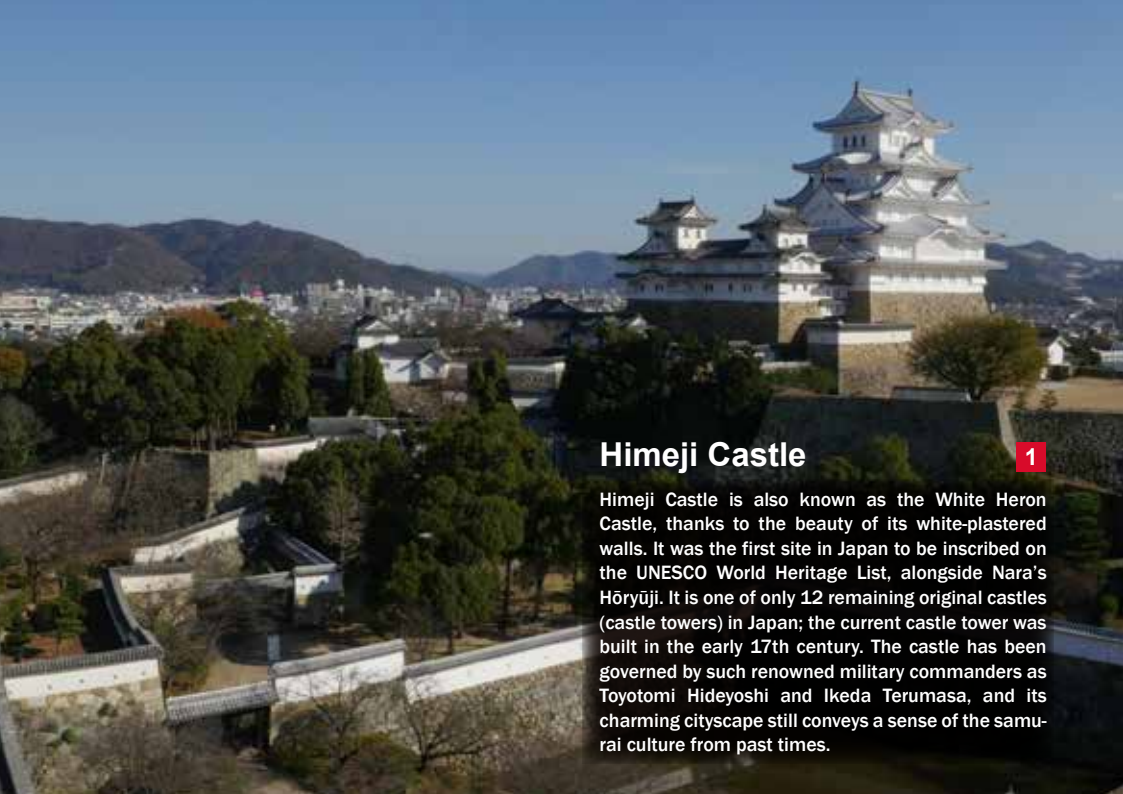 Himeji Castle
1
Himeji Castle is also known as the White Heron
Castle, thanks to the beauty of its white-plastered
walls. It was the first site in Japan to be inscribed on
the UNESCO World Heritage List, alongside Nara's
Hōryūji. It is one of only 12 remaining original castles
(castle towers) in Japan; the current castle tower was
built in the early 17th century. The castle has been
governed by such renowned military commanders as
Toyotomi Hideyoshi and Ikeda Terumasa, and its
charming cityscape still conveys a sense of the samu-
rai culture from past times.